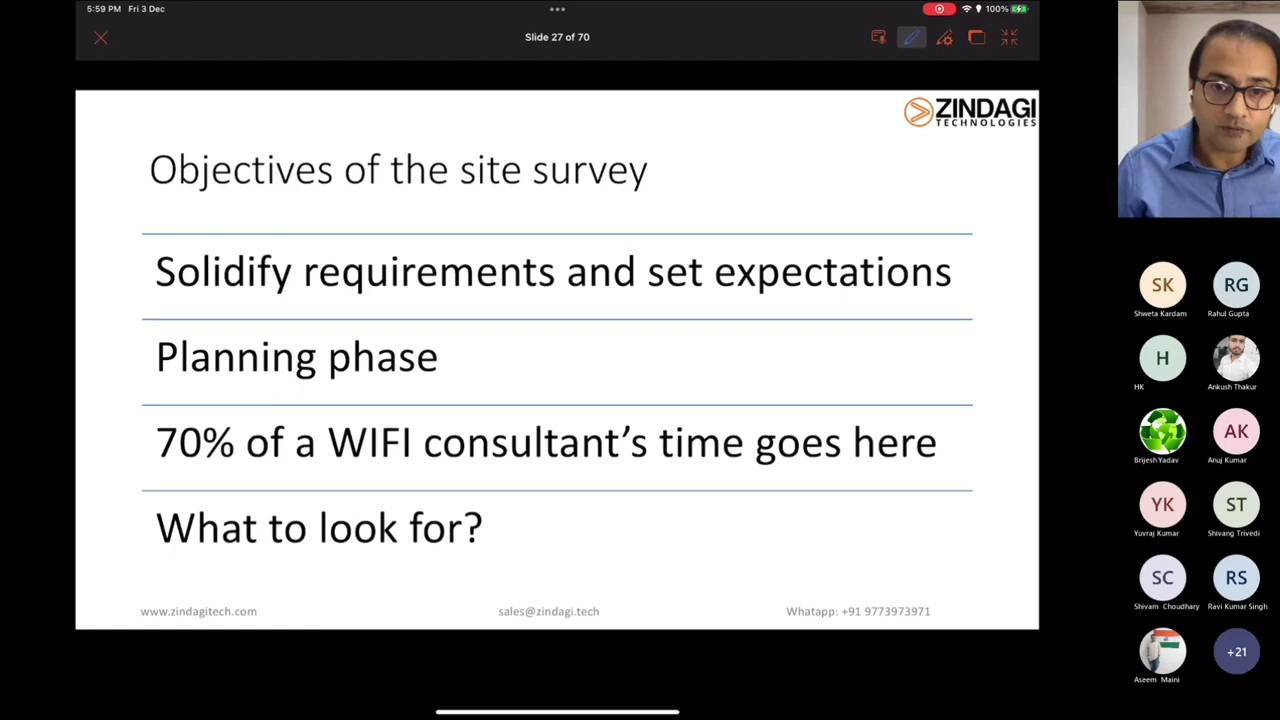 5:59 PM Fri 3 Dec
100%
Slide 27 of 70
ZINDAGI
TECHNOLOGIES
Objectives of the site survey
Solidify requirements and set expectations
Planning phase
70% of a WIFI consultant’s time goes here
What to look for?
www.zindagitech.com
sales@zindagi.tech
Whatapp: +91 9773973971
SK
RG
Shweta Kardam
Rahul Gupta
H
HK
Ankush Thakur
AK
Brijesh Yadav
Anuj Kumar
YK
ST
Yuvraj Kumar
Shivang Trivedi
SC
RS
Shivam Choudhary
Ravi Kumar Singh
+21
Aseem Maini